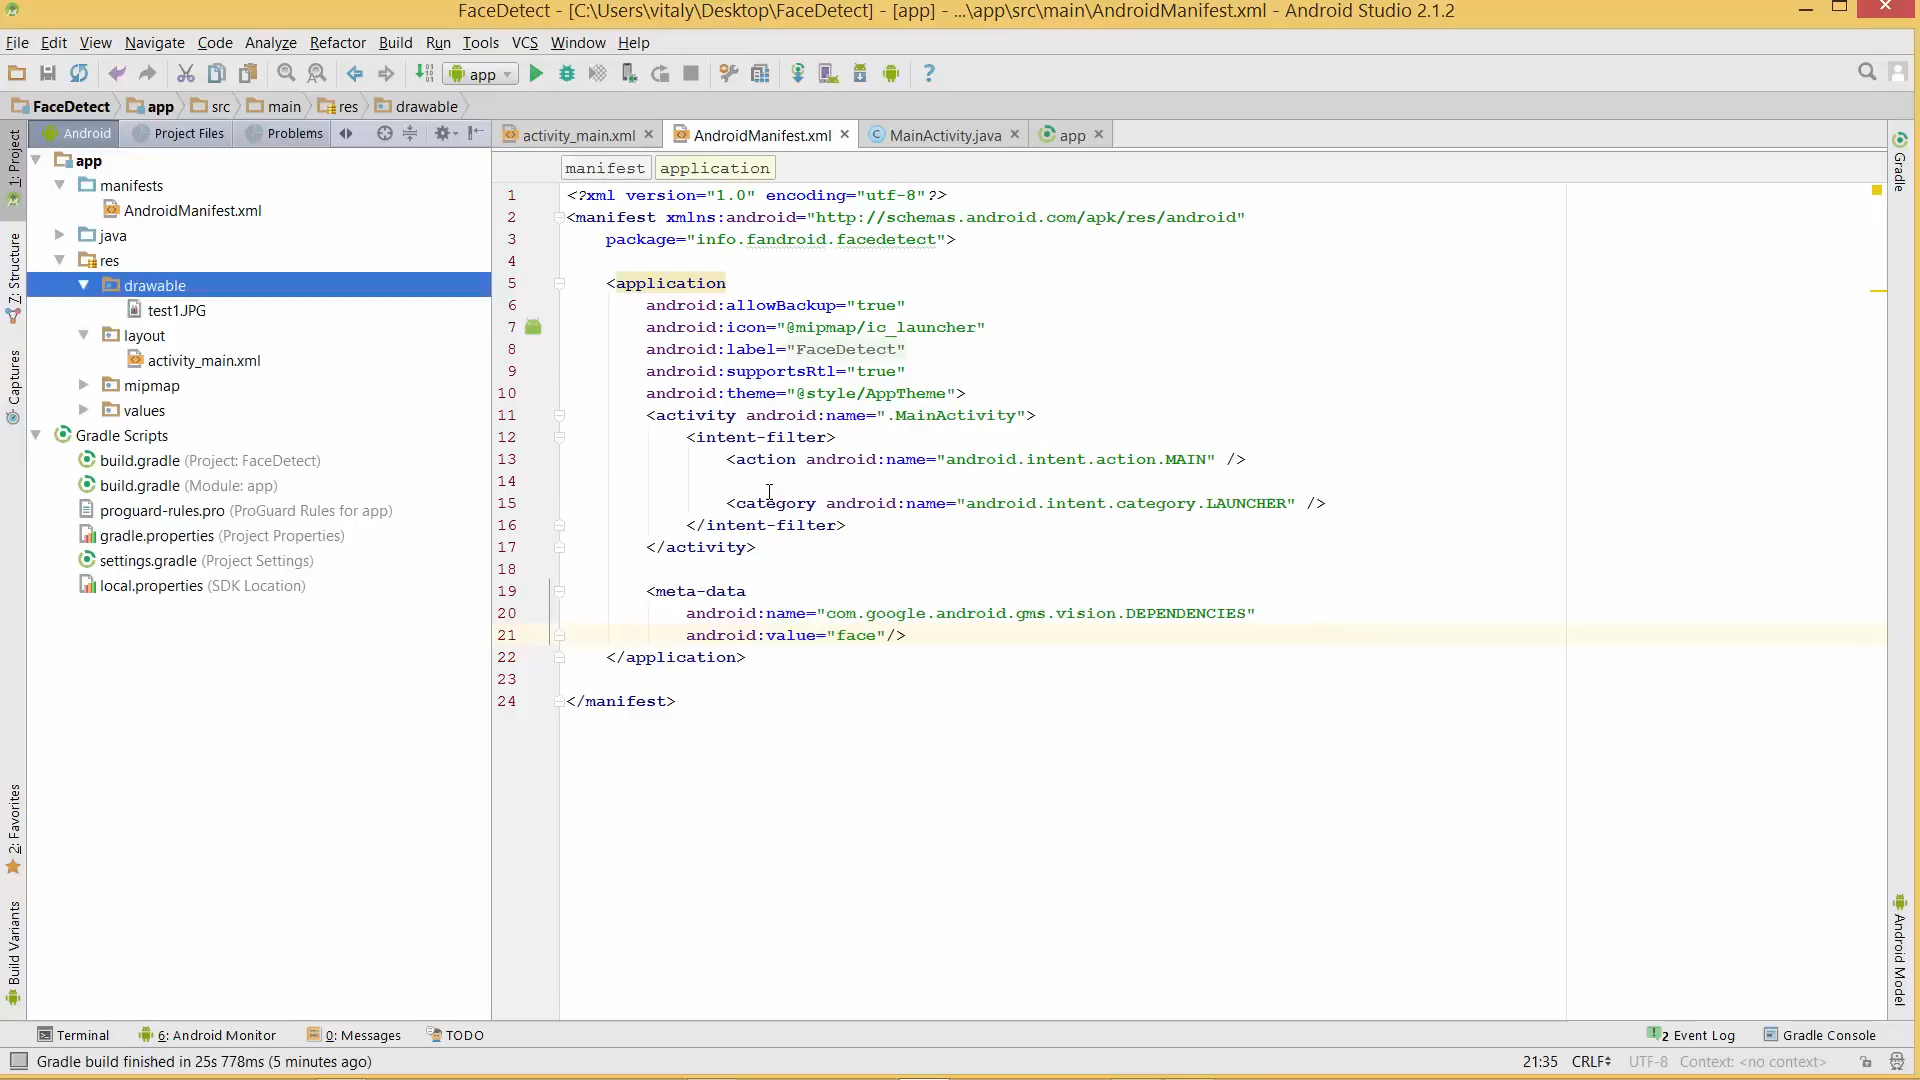 FaceDetect - [C:\Users\vitaly\Desktop\FaceDetect] - [app] - ...\app\src\main\AndroidManifest.xml - Android Studio 2.1.2
File Edit View Navigate Code Analyze Refactor Build Run Tools VCS Window Help
app
FaceDetect app src main res drawable
Android Project Files Problems
activity_main.xml AndroidManifest.xml MainActivity.java app
1: Project
Z: Structure
Captures
2: Favorites
Build Variants
app
manifests
AndroidManifest.xml
java
res
drawable
test1.JPG
layout
activity_main.xml
mipmap
values
Gradle Scripts
build.gradle (Project: FaceDetect)
build.gradle (Module: app)
proguard-rules.pro (ProGuard Rules for app)
gradle.properties (Project Properties)
settings.gradle (Project Settings)
local.properties (SDK Location)
manifest application
1 <?xml version="1.0" encoding="utf-8"?>
2 <manifest xmlns:android="http://schemas.android.com/apk/res/android"
3 package="info.fandroid.facedetect">
4
5 <application
6 android:allowBackup="true"
7 android:icon="@mipmap/ic_launcher"
8 android:label="FaceDetect"
9 android:supportsRtl="true"
10 android:theme="@style/AppTheme">
11 <activity android:name=".MainActivity">
12 <intent-filter>
13 <action android:name="android.intent.action.MAIN" />
14
15 <category android:name="android.intent.category.LAUNCHER" />
16 </intent-filter>
17 </activity>
18
19 <meta-data
20 android:name="com.google.android.gms.vision.DEPENDENCIES"
21 android:value="face"/>
22 </application>
23
24 </manifest>
Gradle
Android Model
Terminal 6: Android Monitor 0: Messages TODO 2 Event Log Gradle Console
Gradle build finished in 25s 778ms (5 minutes ago) 21:35 CRLF UTF-8 Context: <no context>